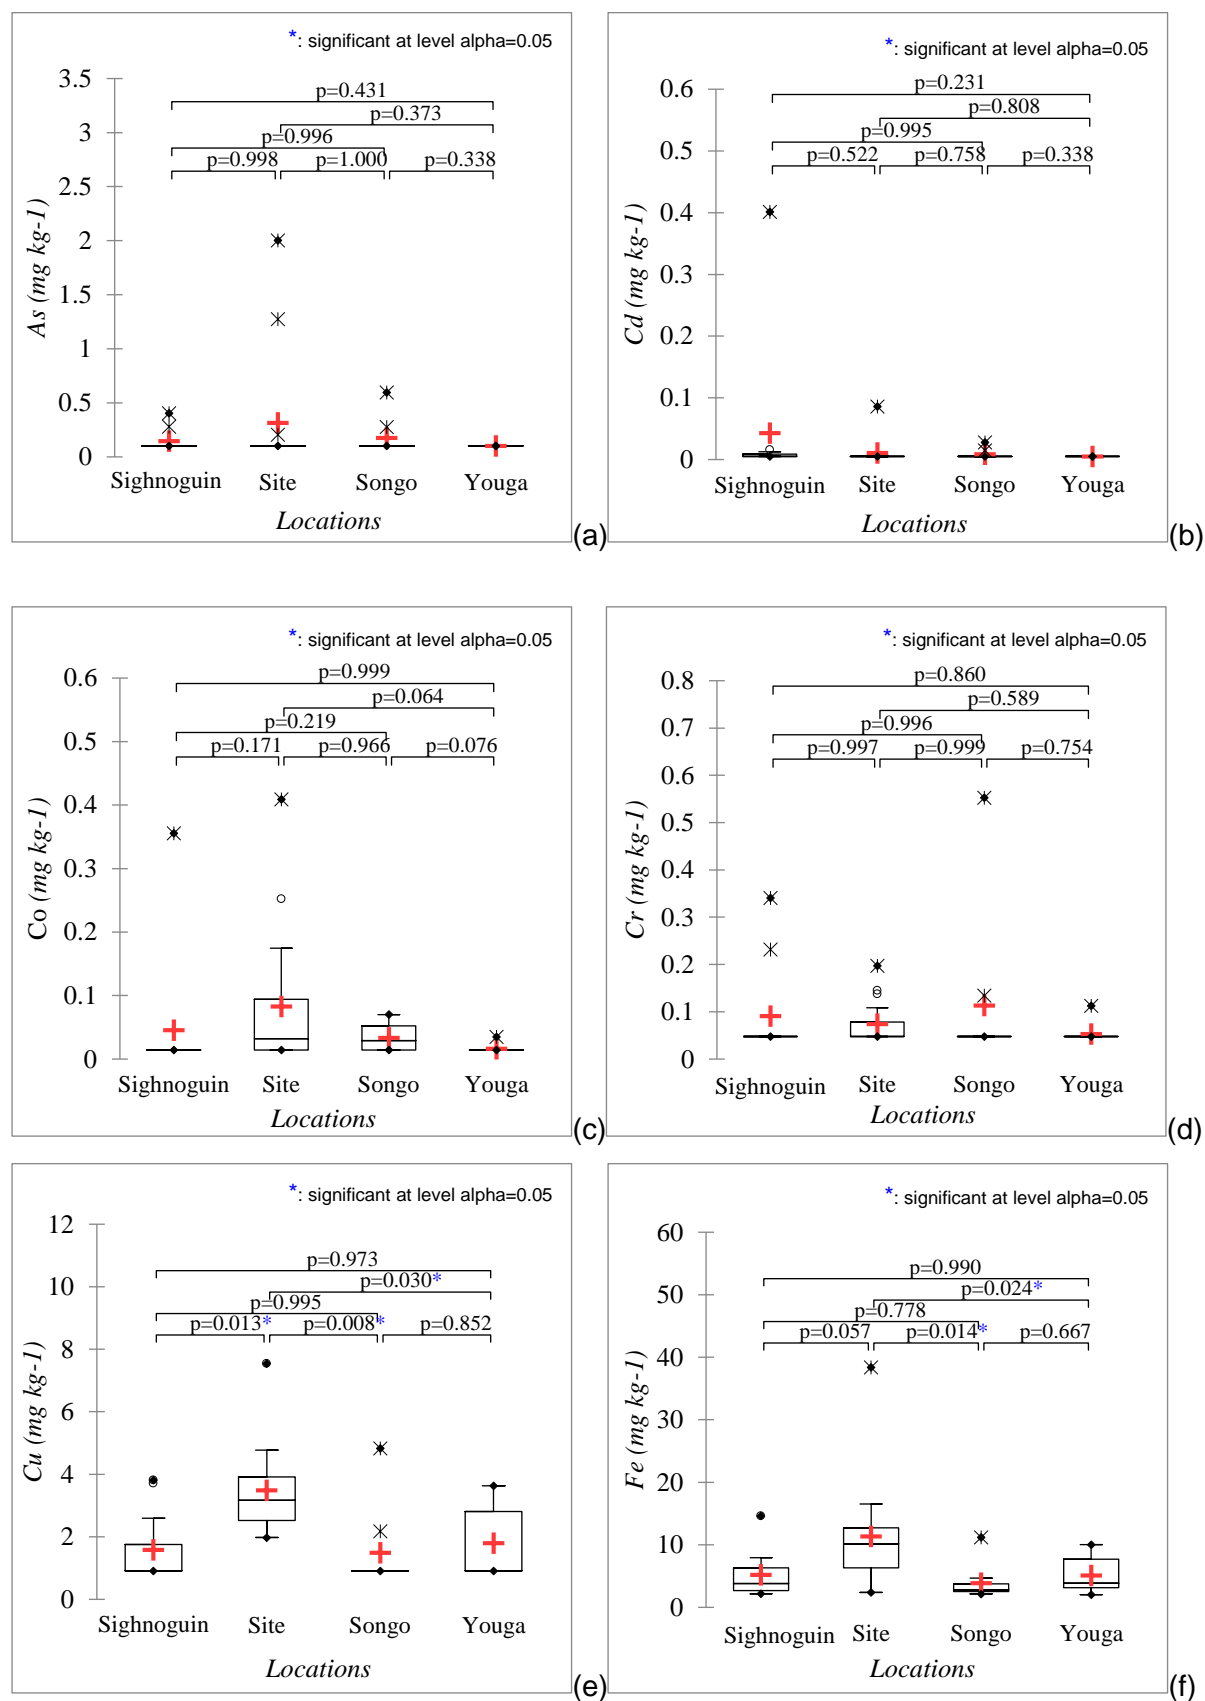 *: significant at level alpha=0.05
3.5
3
2.5
2
1.5
1
0.5
0
As (mg kg-1)
p=0.431
p=0.373
p=0.996
p=0.998 p=1.000 p=0.338
Sighnoguin Site Songo Youga
Locations
(a)
*: significant at level alpha=0.05
0.6
0.5
0.4
0.3
0.2
0.1
0
Cd (mg kg-1)
p=0.231
p=0.808
p=0.995
p=0.522 p=0.758 p=0.338
Sighnoguin Site Songo Youga
Locations
(b)
*: significant at level alpha=0.05
0.6
0.5
0.4
0.3
0.2
0.1
0
Co (mg kg-1)
p=0.999
p=0.064
p=0.219
p=0.171 p=0.966 p=0.076
Sighnoguin Site Songo Youga
Locations
(c)
*: significant at level alpha=0.05
0.8
0.7
0.6
0.5
0.4
0.3
0.2
0.1
0
Cr (mg kg-1)
p=0.860
p=0.589
p=0.996
p=0.997 p=0.999 p=0.754
Sighnoguin Site Songo Youga
Locations
(d)
*: significant at level alpha=0.05
12
10
8
6
4
2
0
Cu (mg kg-1)
p=0.973
p=0.030*
p=0.995
p=0.013* p=0.008* p=0.852
Sighnoguin Site Songo Youga
Locations
(e)
*: significant at level alpha=0.05
60
50
40
30
20
10
0
Fe (mg kg-1)
p=0.990
p=0.024*
p=0.778
p=0.057 p=0.014* p=0.667
Sighnoguin Site Songo Youga
Locations
(f)